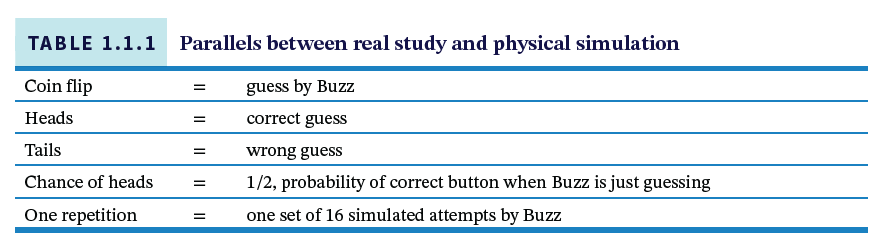 TABLE 1.1.1 Parallels between real study and physical simulation
Coin flip = guess by Buzz
Heads = correct guess
Tails = wrong guess
Chance of heads = 1/2, probability of correct button when Buzz is just guessing
One repetition = one set of 16 simulated attempts by Buzz